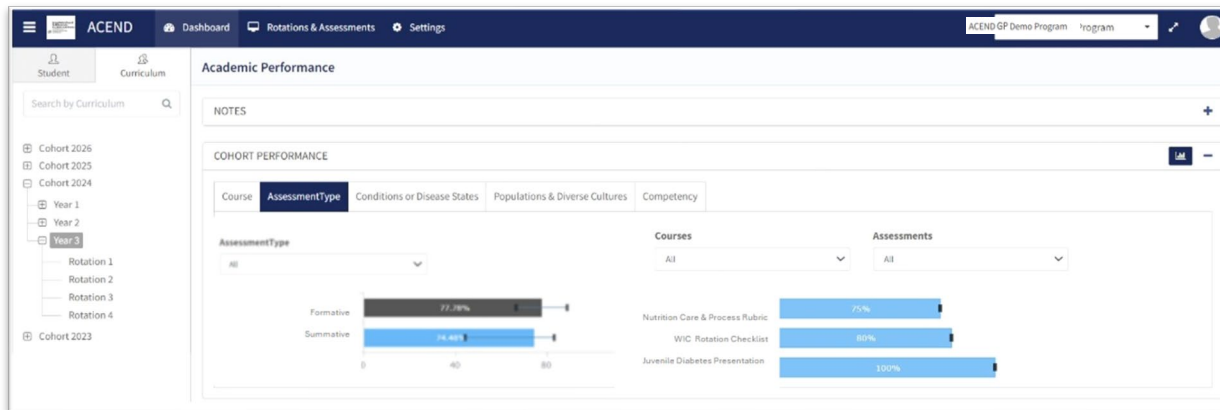 ACEND
Dashboard
Rotations & Assessments
Settings
ACEND GP Demo Program
Program
Student
Curriculum
Search by Curriculum
Cohort 2026
Cohort 2025
Cohort 2024
Year 1
Year 2
Year 3
Rotation 1
Rotation 2
Rotation 3
Rotation 4
Cohort 2023
Academic Performance
NOTES
COHORT PERFORMANCE
Course
AssessmentType
Conditions or Disease States
Populations & Diverse Cultures
Competency
AssessmentType
All
Courses
All
Assessments
All
Formative
77.78%
Summative
0
40
80
Nutrition Care & Process Rubric
75%
WIC Rotation Checklist
80%
Juvenile Diabetes Presentation
100%